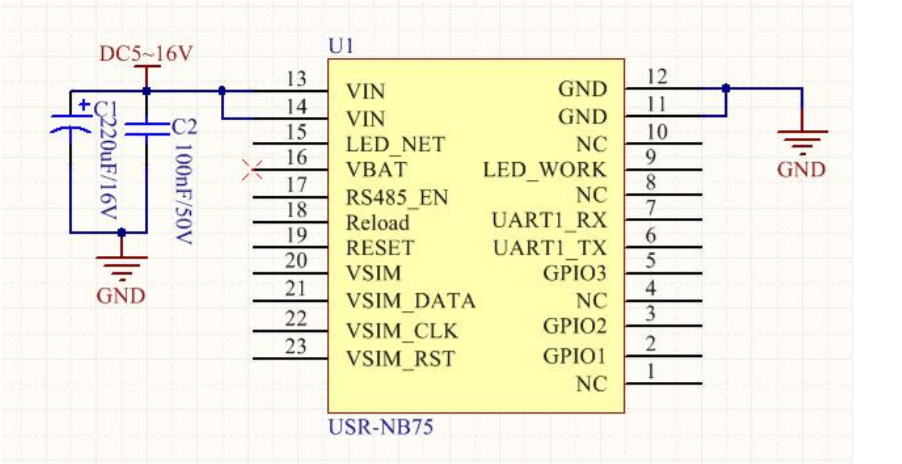 DC5~16V
U1
C1
220uF/16V
C2
100nF/50V
GND
13 VIN
14 VIN
15 LED_NET
16 VBAT
17 RS485_EN
18 Reload
19 RESET
20 VSIM
21 VSIM_DATA
22 VSIM_CLK
23 VSIM_RST
GND 12
GND 11
NC 10
LED_WORK 9
NC 8
UART1_RX 7
UART1_TX 6
GPIO3 5
NC 4
GPIO2 3
GPIO1 2
NC 1
GND
USR-NB75